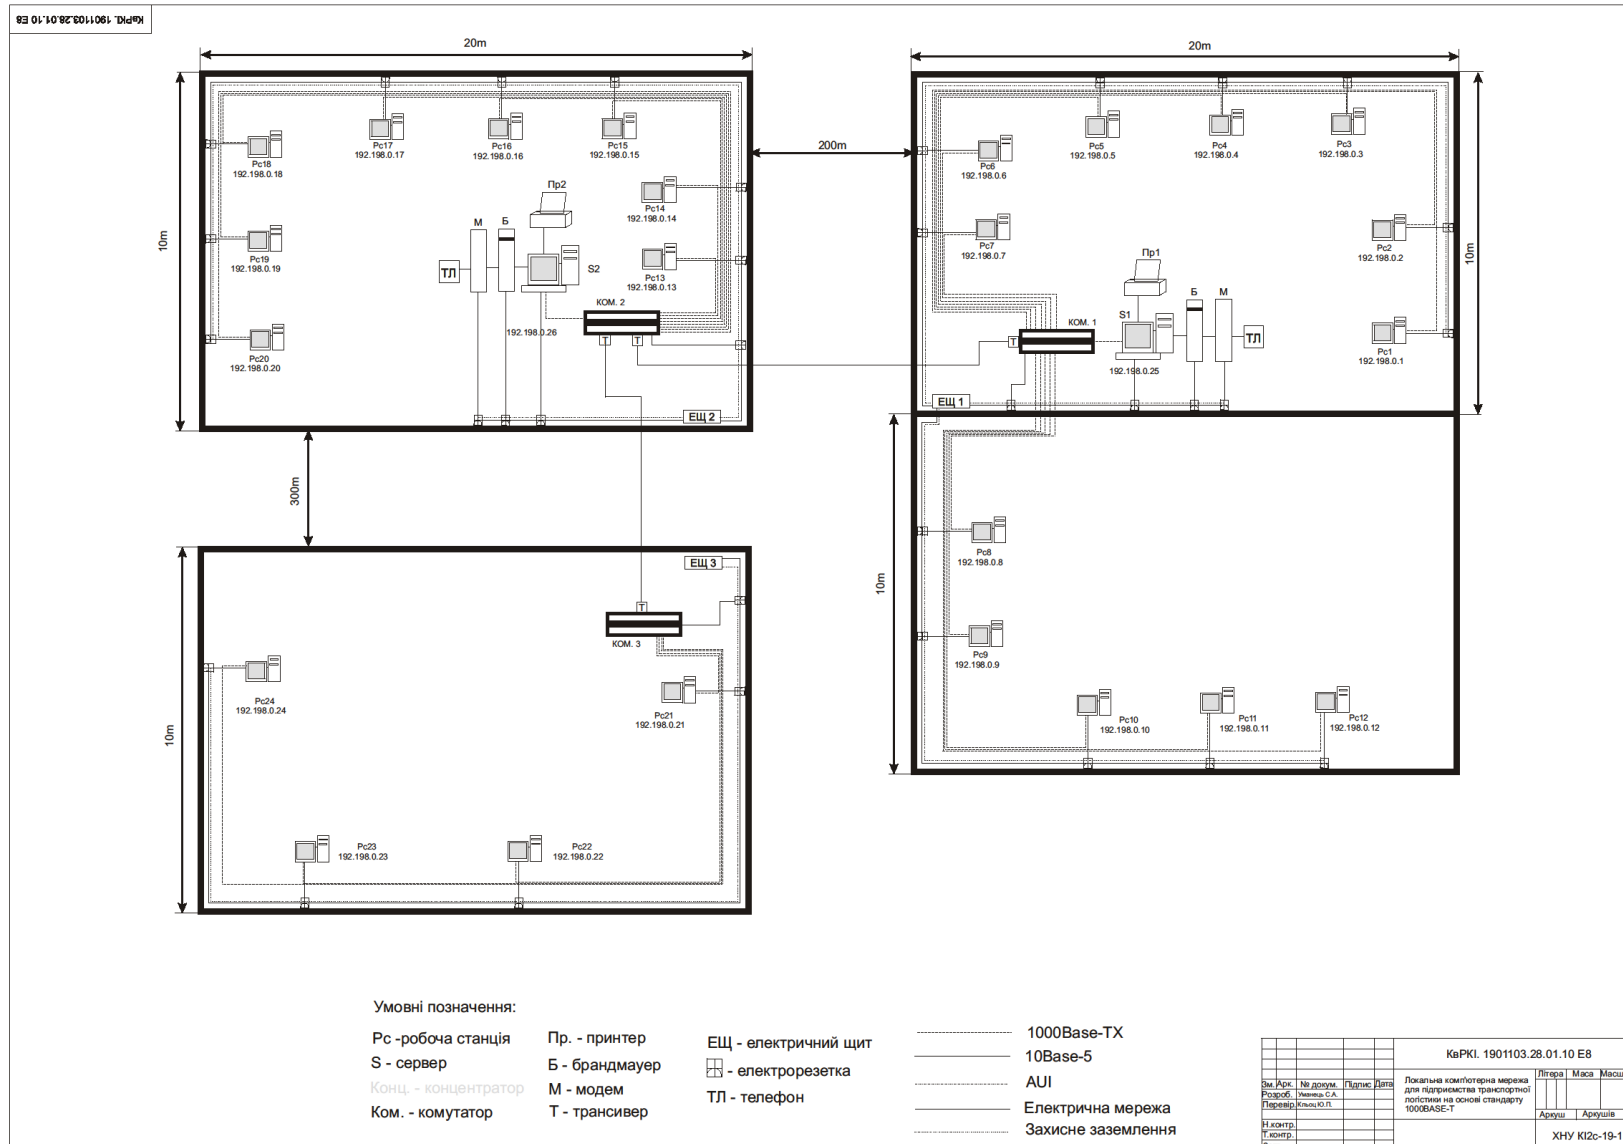 КвРКІ. 1901103.28.01.10 Е8
20m
20m
10m
200m
10m
Рс18
192.198.0.18
Рс17
192.198.0.17
Рс16
192.198.0.16
Рс15
192.198.0.15
Рс14
192.198.0.14
Рс13
192.198.0.13
Рс19
192.198.0.19
Рс20
192.198.0.20
Пр2
М
Б
ТЛ
S2
КОМ. 2
192.198.0.26
Т
Т
ЕЩ 2
Рс6
192.198.0.6
Рс5
192.198.0.5
Рс4
192.198.0.4
Рс3
192.198.0.3
Рс7
192.198.0.7
Рс2
192.198.0.2
Рс1
192.198.0.1
Пр1
Б
М
S1
КОМ. 1
Т
ТЛ
192.198.0.25
ЕЩ 1
300m
10m
ЕЩ 3
Т
КОМ. 3
Рс24
192.198.0.24
Рс21
192.198.0.21
Рс23
192.198.0.23
Рс22
192.198.0.22
10m
Рс8
192.198.0.8
Рс9
192.198.0.9
Рс10
192.198.0.10
Рс11
192.198.0.11
Рс12
192.198.0.12
Умовні позначення:
Рс -робоча станція
S - сервер
Конц. - концентратор
Ком. - комутатор
Пр. - принтер
Б - брандмауер
М - модем
Т - трансивер
ЕЩ - електричний щит
- електрорезетка
ТЛ - телефон
1000Base-TX
10Base-5
AUI
Електрична мережа
Захисне заземлення
КвРКІ. 1901103.28.01.10 Е8
Зм. Арк. № докум. Підпис Дата
Розроб. Уманець С.А.
Перевір. Кльоц Ю.П.
Н.контр.
Т.контр.
Локальна комп'ютерна мережа
для підприємства транспортної
логістики на основі стандарту
1000BASE-T
Літера Маса
Аркуш Аркушів
ХНУ КІ2с-19-1